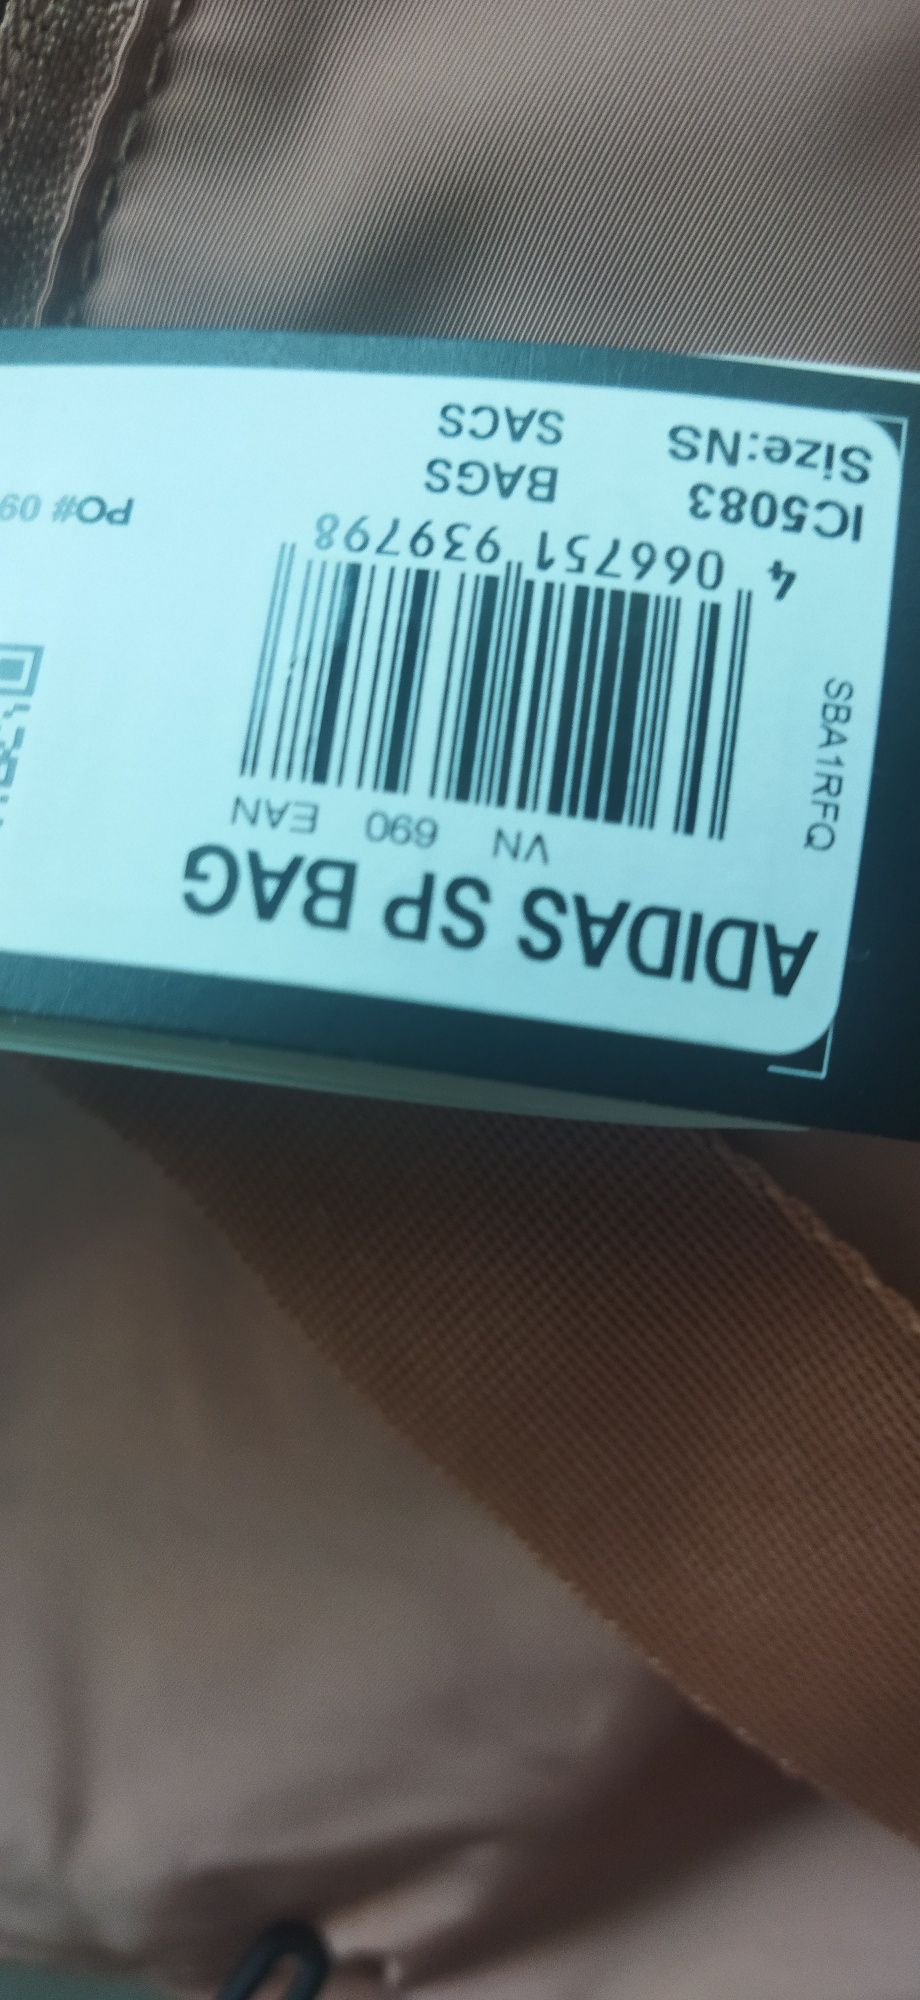 ADIDAS SP BAG
VN 690 EAN
SBA1RFQ
4 066751 939798
IC5083 BAGS
Size:NS SACS
PO# 09